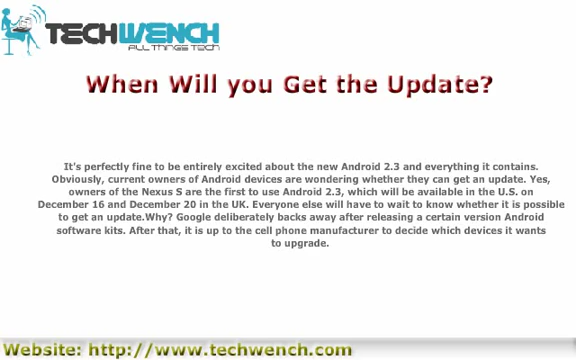 TECHWENCH
ALL THINGS TECH
When Will you Get the Update?
It's perfectly fine to be entirely excited about the new Android 2.3 and everything it contains.
Obviously, current owners of Android devices are wondering whether they can get an update. Yes,
owners of the Nexus S are the first to use Android 2.3, which will be available in the U.S. on
December 16 and December 20 in the UK. Everyone else will have to wait to know whether it is possible
to get an update.Why? Google deliberately backs away after releasing a certain version Android
software kits. After that, it is up to the cell phone manufacturer to decide which devices it wants
to upgrade.
Website: http://www.techwench.com